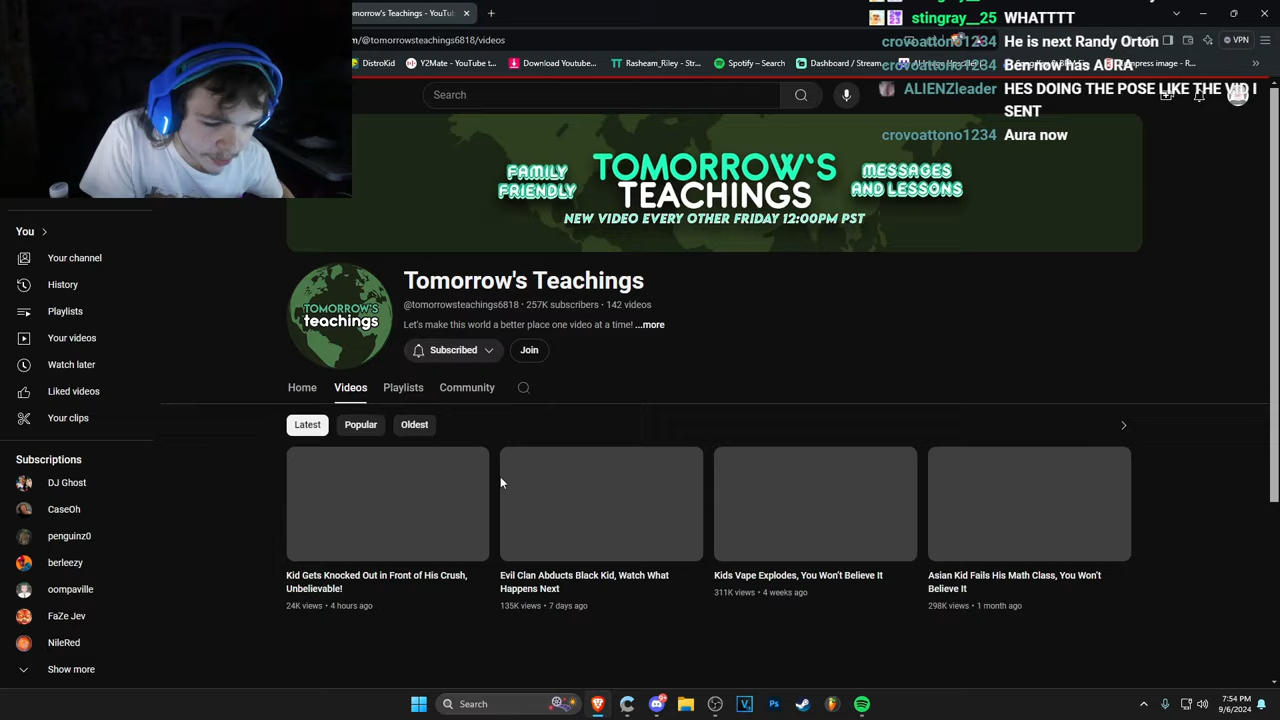 omorrow's Teachings - YouTu
stingray__25 WHATTTT
m/@tomorrowsteachings6818/videos
VPN
crovoattono1234 He is next Randy Orton
DistroKid
Y2Mate - YouTube...
Download YouTube...
Rasheam_Riley - Str...
Spotify – Search
Dashboard / Stream...
mpress image - R...
crovoattono1234 Ben now has AURA
ALIENZleader HES DOING THE POSE LIKE THE VID I
SENT
Search
crovoattono1234 Aura now
FAMILY
FRIENDLY
TOMORROW'S
TEACHINGS
MESSAGES
AND LESSONS
NEW VIDEO EVERY OTHER FRIDAY 12:00PM PST
You
Your channel
History
Playlists
Your videos
Watch later
Liked videos
Your clips
Subscriptions
DJ Ghost
CaseOh
penguinz0
berleezy
oompaville
FaZe Jev
NileRed
Show more
TOMORROW'S
teachings
Tomorrow's Teachings
@tomorrowsteachings6818 • 257K subscribers • 142 videos
Let's make this world a better place one video at a time! ...more
Subscribed
Join
Home
Videos
Playlists
Community
Latest
Popular
Oldest
Kid Gets Knocked Out in Front of His Crush,
Unbelievable!
24K views • 4 hours ago
Evil Clan Abducts Black Kid, Watch What
Happens Next
135K views • 7 days ago
Kids Vape Explodes, You Won't Believe It
311K views • 4 weeks ago
Asian Kid Fails His Math Class, You Won't
Believe It
298K views • 1 month ago
Search
7:54 PM
9/6/2024